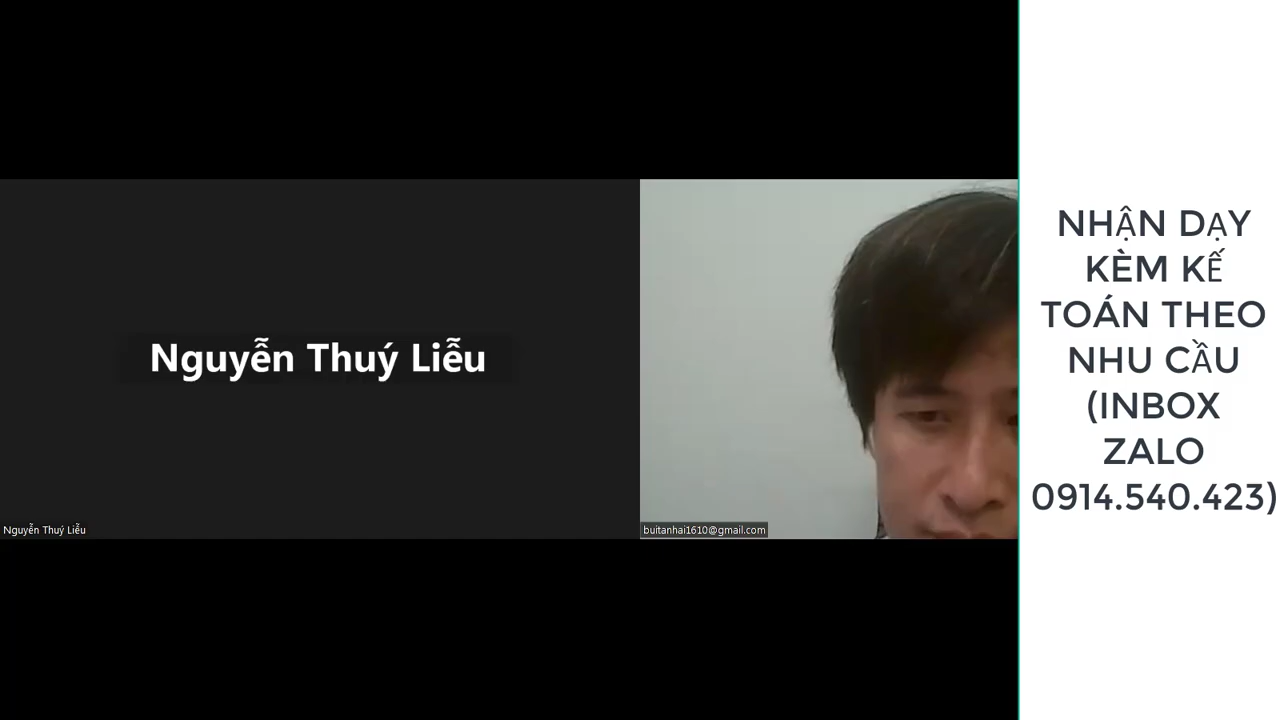 Nguyễn Thuý Liễu
Nguyễn Thuý Liễu
buitanhai1610@gmail.com
NHẬN DẠY
KÈM KẾ
TOÁN THEO
NHU CẦU
(INBOX
ZALO
0914.540.423)